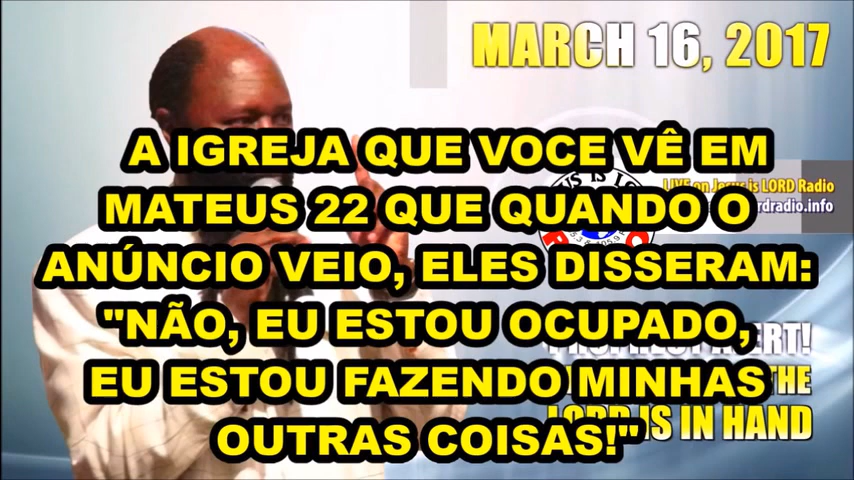 MARCH 16, 2017
A IGREJA QUE VOCE VÊ EM
MATEUS 22 QUE QUANDO O
ANÚNCIO VEIO, ELES DISSERAM:
"NÃO, EU ESTOU OCUPADO,
EU ESTOU FAZENDO MINHAS
OUTRAS COISAS!"
LIVE on Jesus is LORD Radio
THE
IS IN HAND